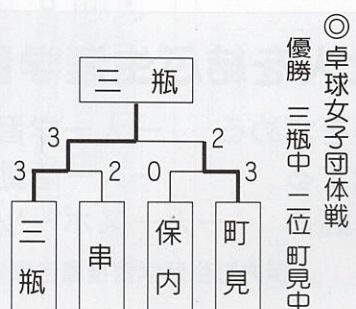 ◎卓球女子団体戦
優勝 三瓶中 二位 町見中
三瓶
3 2
3 2 0 3
三瓶 串 保内 町見